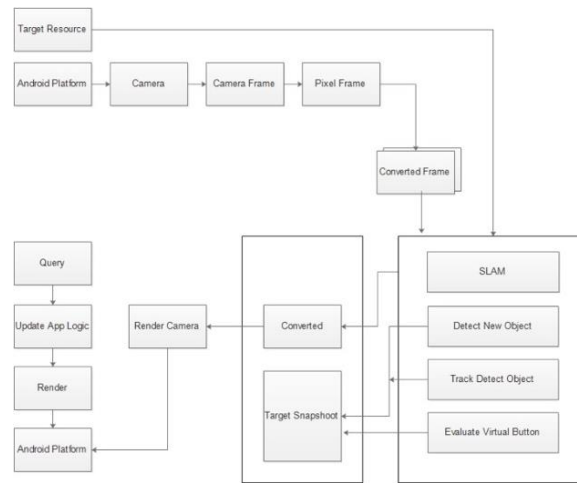 Target Resource
Android Platform
Camera
Camera Frame
Pixel Frame
Converted Frame
SLAM
Query
Update App Logic
Render Camera
Converted
Detect New Object
Render
Target Snapshoot
Track Detect Object
Android Platform
Evaluate Virtual Button